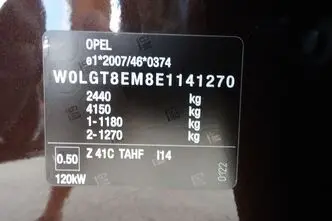 OPEL
e1*2007/46*0374
W0LGT8EM8E1141270
2440 kg
4150 kg
1-1180 kg
2-1270 kg
0.50 Z 41C TAHF I14
120kW
0122